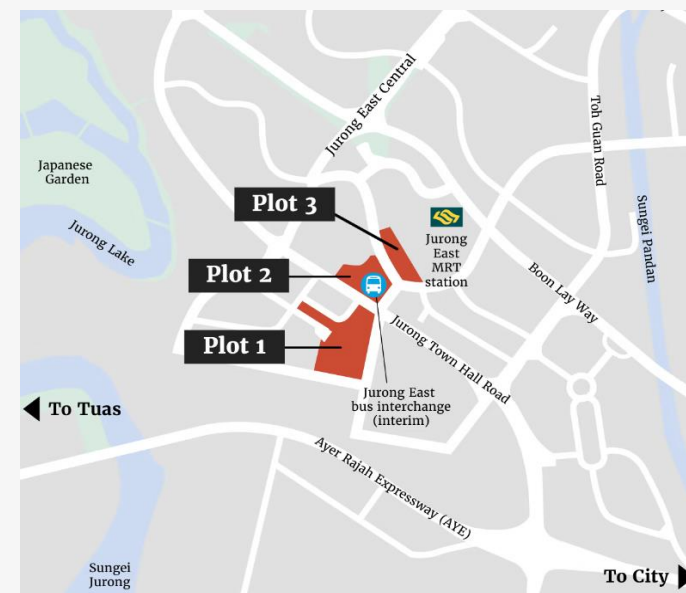 Jurong East Central
Toh Guan Road
Japanese
Garden
Sungei Pandan
Plot 3
Jurong Lake
Jurong
East
MRT
station
Plot 2
Boon Lay Way
Plot 1
Jurong Town Hall Road
Jurong East
bus interchange
(interim)
To Tuas
Ayer Rajah Expressway (AYE)
Sungei
Jurong
To City